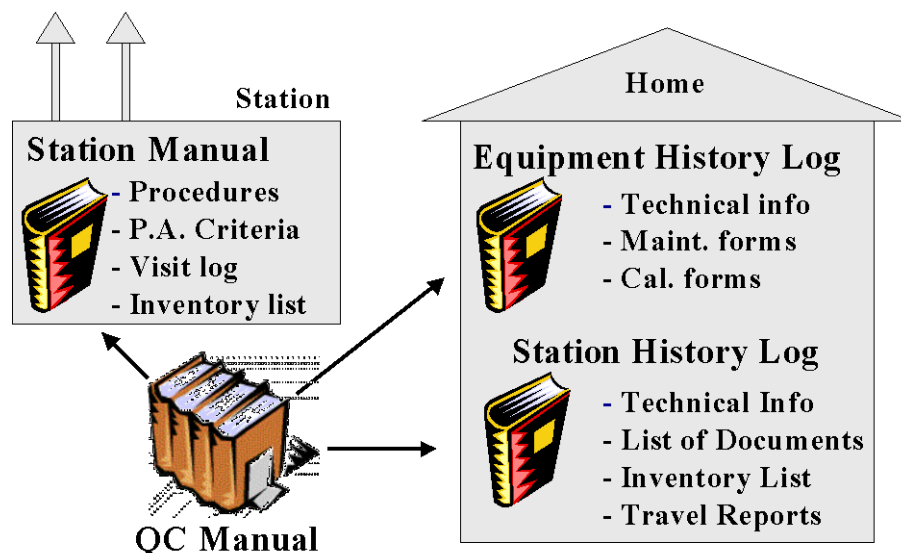 Station
Station Manual
- Procedures
- P.A. Criteria
- Visit log
- Inventory list
Home
Equipment History Log
- Technical info
- Maint. forms
- Cal. forms
Station History Log
- Technical Info
- List of Documents
- Inventory List
- Travel Reports
QC Manual